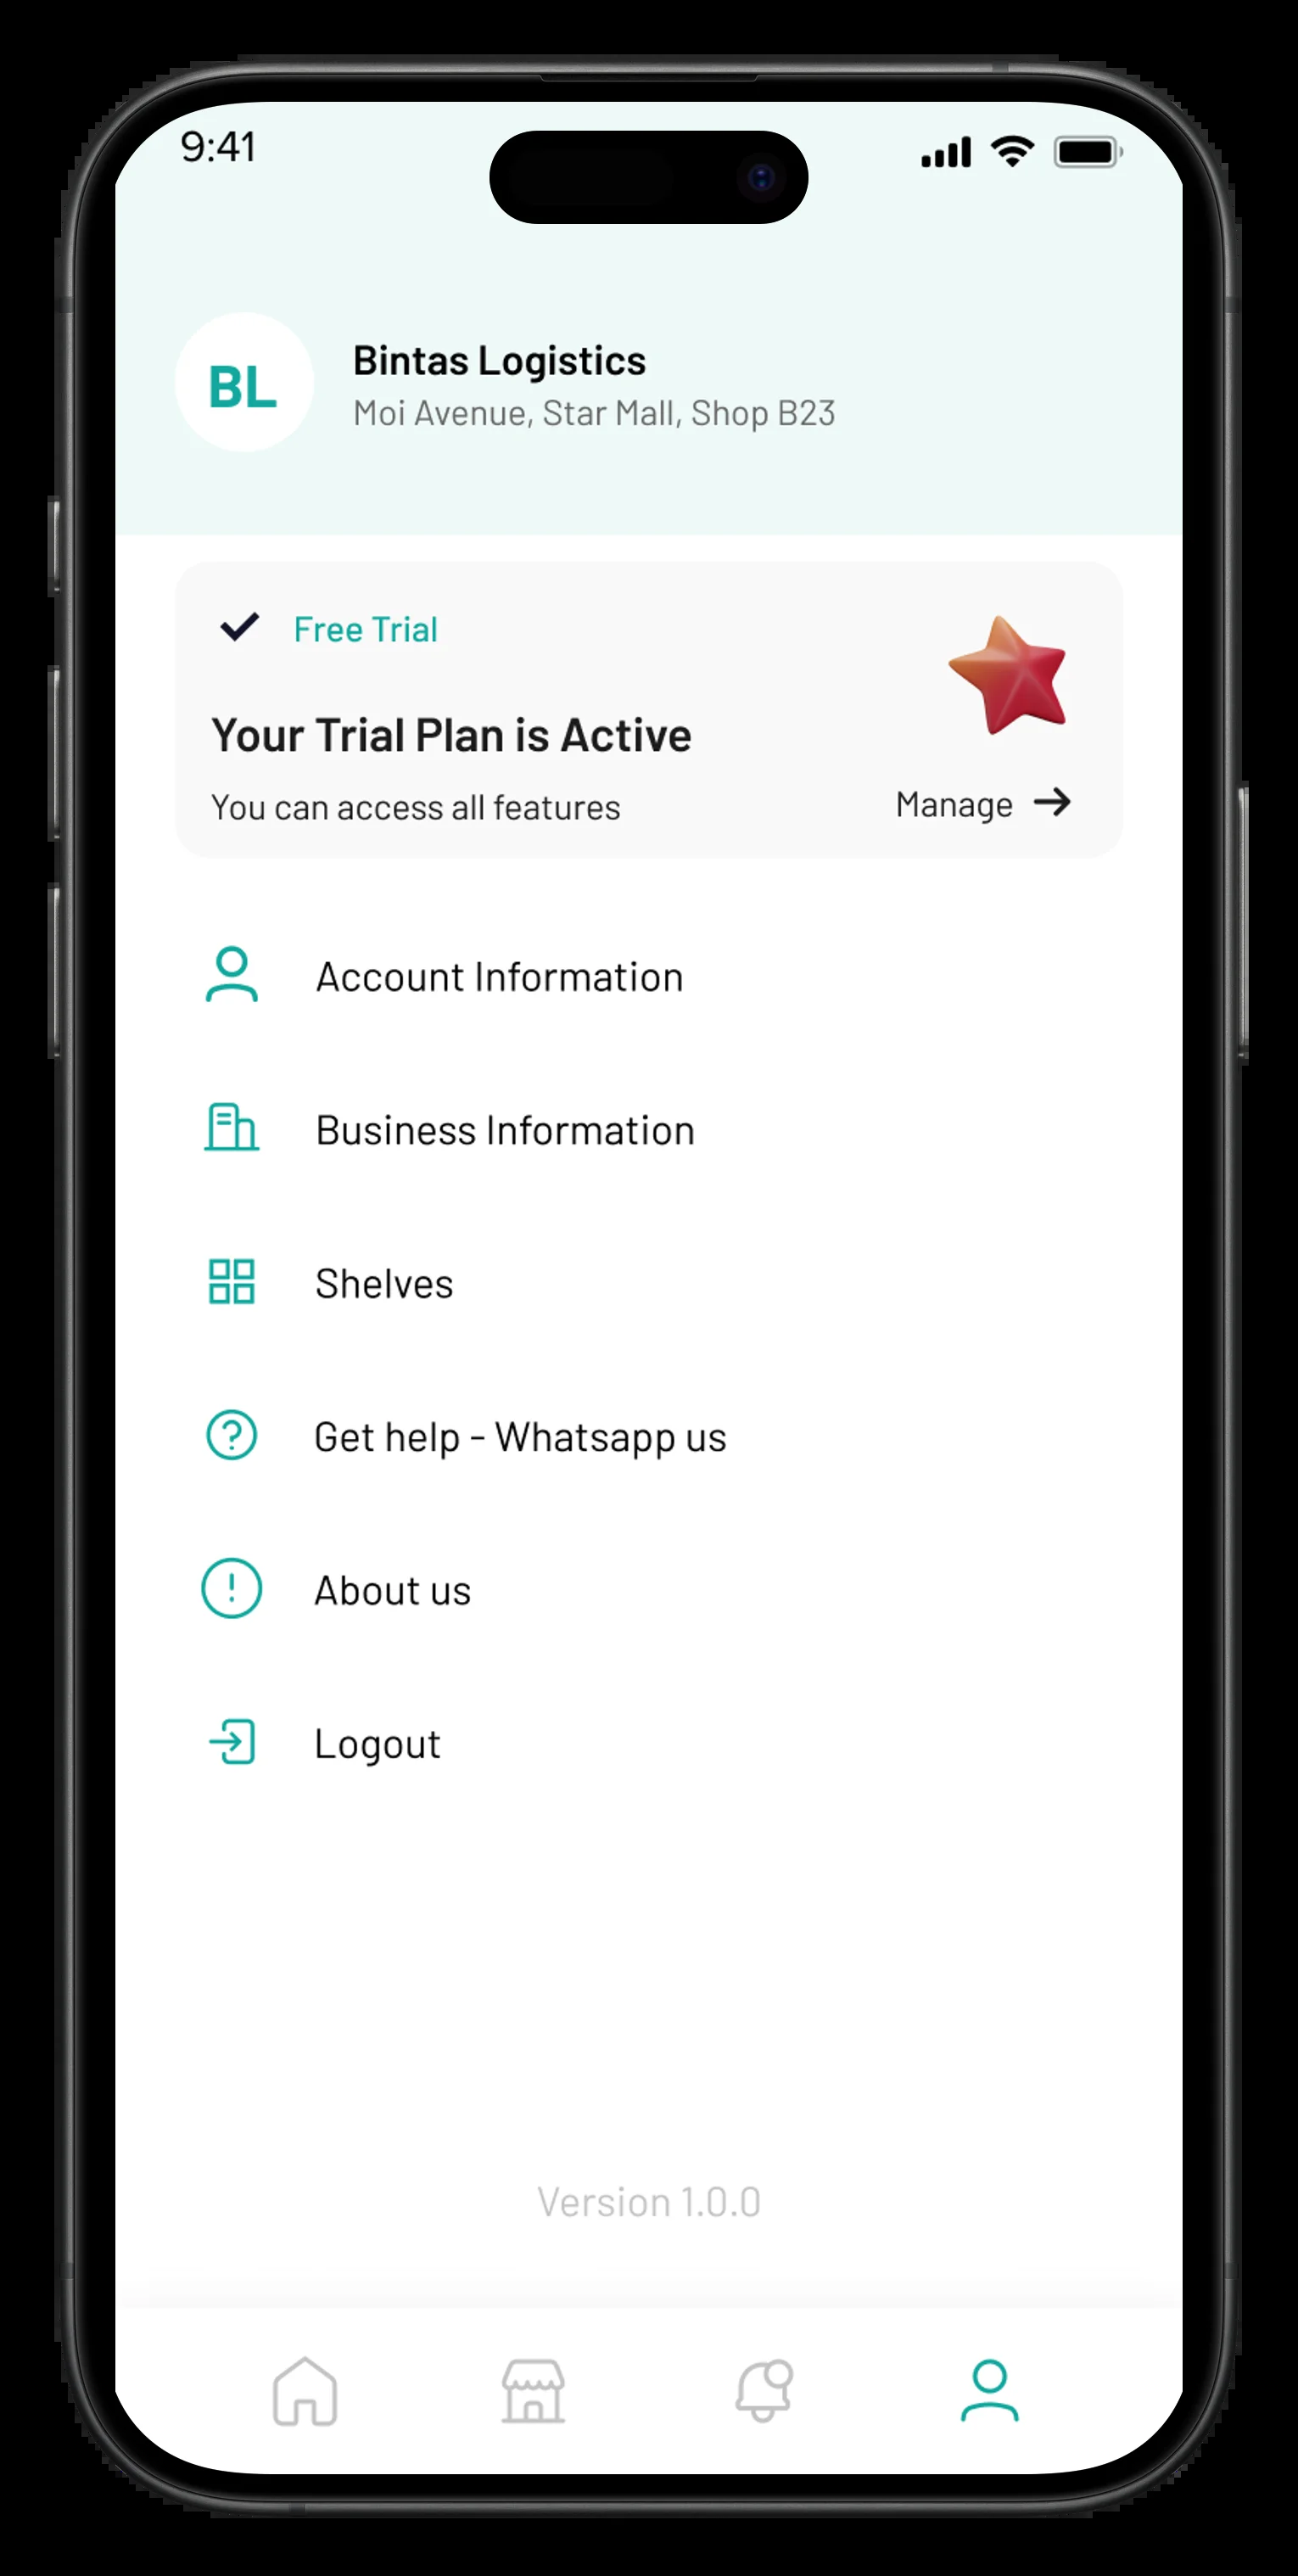 9:41
BL
Bintas Logistics
Moi Avenue, Star Mall, Shop B23
Free Trial
Your Trial Plan is Active
You can access all features
Manage
Account Information
Business Information
Shelves
Get help - Whatsapp us
About us
Logout
Version 1.0.0